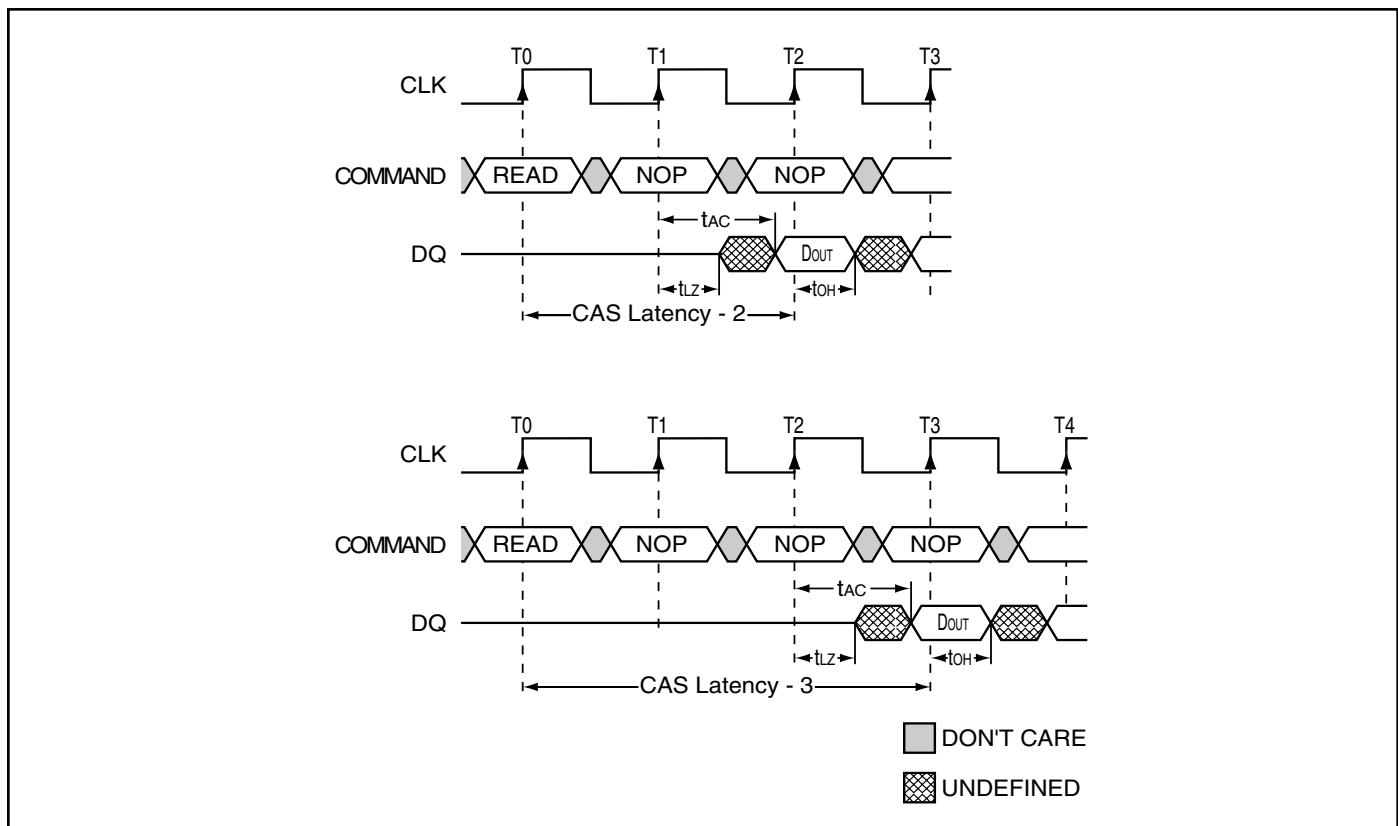 T0 T1 T2 T3
CLK
COMMAND READ NOP NOP
tAC
DQ DOUT
tLZ tOH
CAS Latency - 2
T0 T1 T2 T3 T4
CLK
COMMAND READ NOP NOP NOP
tAC
DQ DOUT
tLZ tOH
CAS Latency - 3
DON'T CARE
UNDEFINED